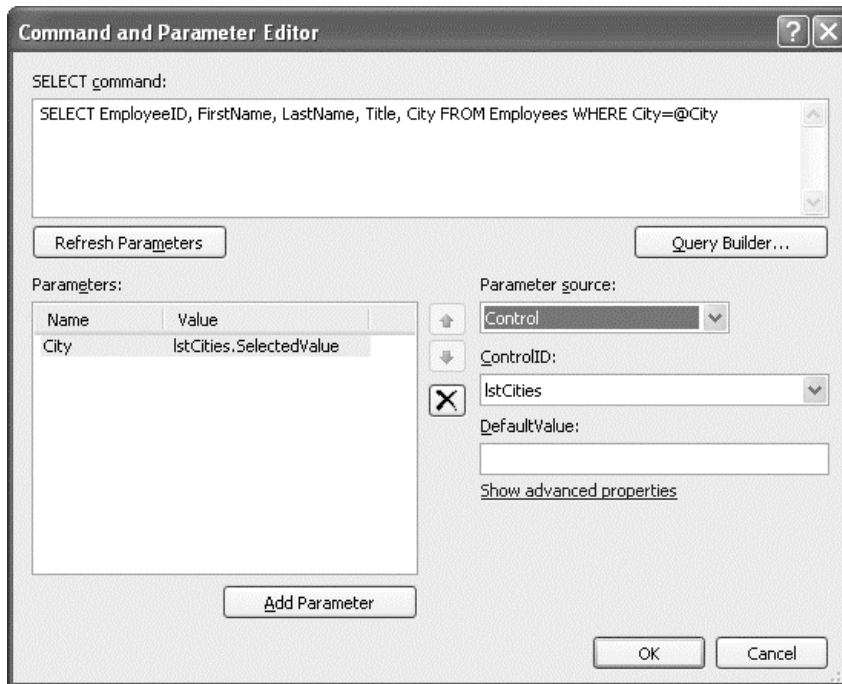 Command and Parameter Editor
SELECT command:
SELECT EmployeeID, FirstName, LastName, Title, City FROM Employees WHERE City=@City
Refresh Parameters
Query Builder...
Parameters:
Name Value
City lstCities.SelectedValue
Add Parameter
Parameter source:
Control
ControlID:
lstCities
DefaultValue:
Show advanced properties
OK
Cancel